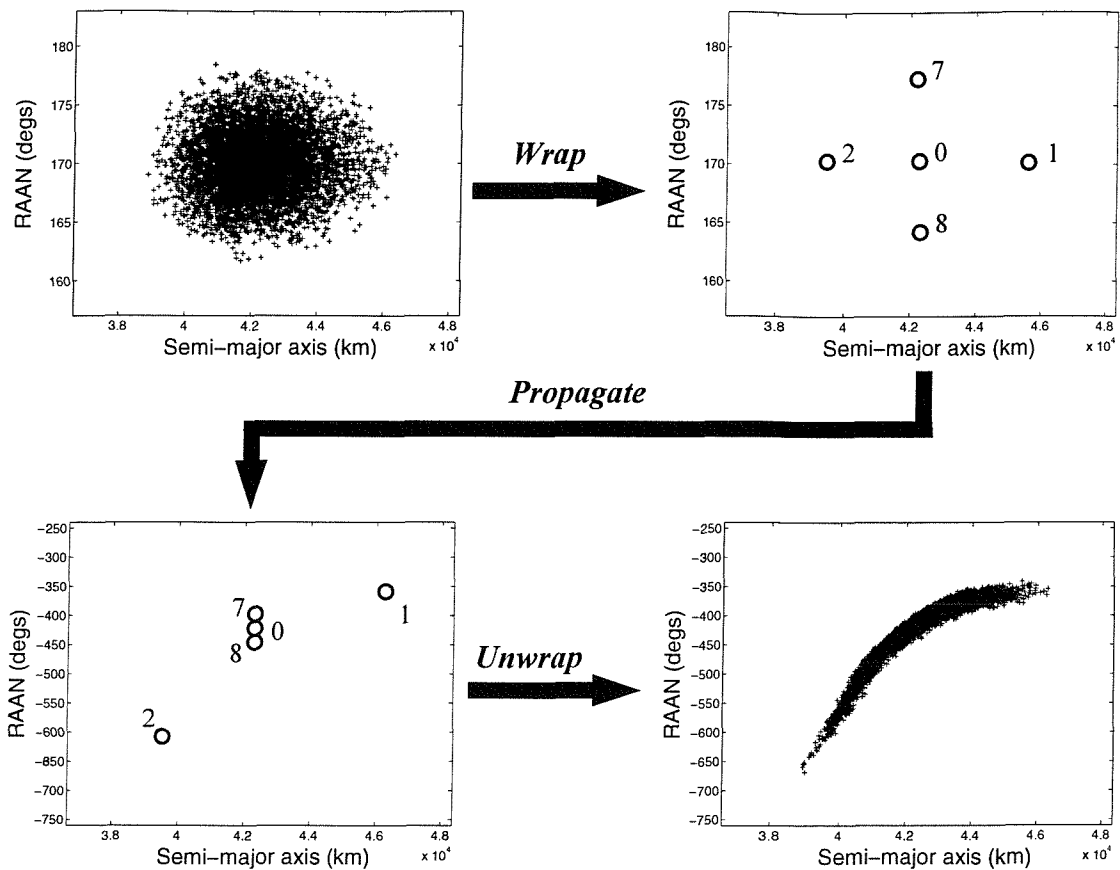 180
175
170
165
160
RAAN (degs)
3.8 4 4.2 4.4 4.6 4.8
Semi-major axis (km)
x 10^4
Wrap
180
175
170
165
160
RAAN (degs)
7
2 0 1
8
3.8 4 4.2 4.4 4.6 4.8
Semi-major axis (km)
x 10^4
Propagate
-250
-300
-350
-400
-450
-500
-550
-600
-650
-700
-750
RAAN (degs)
1
7
0
8
2
3.8 4 4.2 4.4 4.6 4.8
Semi-major axis (km)
x 10^4
Unwrap
-250
-300
-350
-400
-450
-500
-550
-600
-650
-700
-750
RAAN (degs)
3.8 4 4.2 4.4 4.6 4.8
Semi-major axis (km)
x 10^4